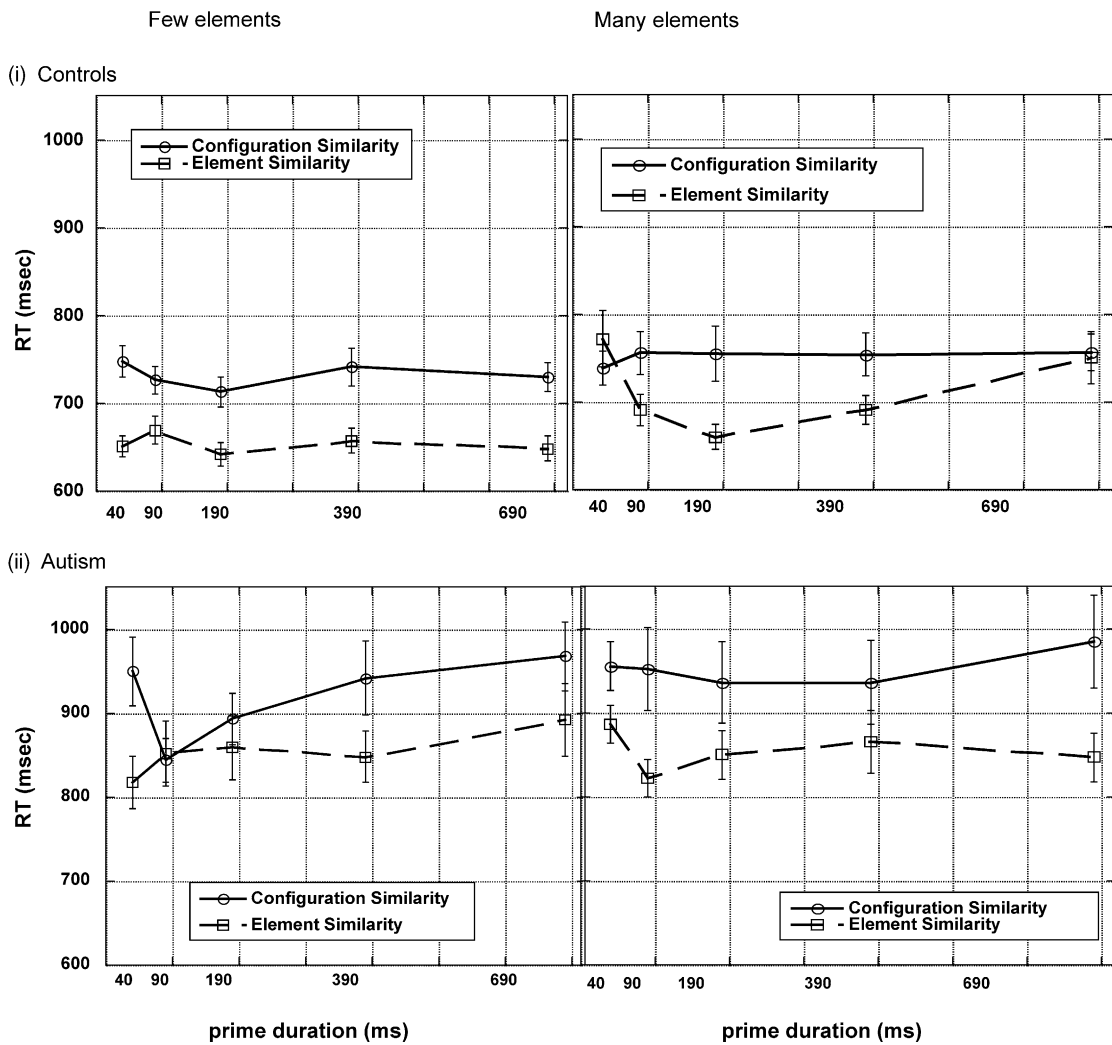 Few elements
Many elements
(i) Controls
1000
900
800
700
600
RT (msec)
Configuration Similarity
- Element Similarity
40 90 190 390 690
Configuration Similarity
- Element Similarity
40 90 190 390 690
(ii) Autism
1000
900
800
700
600
RT (msec)
Configuration Similarity
- Element Similarity
40 90 190 390 690
Configuration Similarity
- Element Similarity
40 90 190 390 690
prime duration (ms)
prime duration (ms)